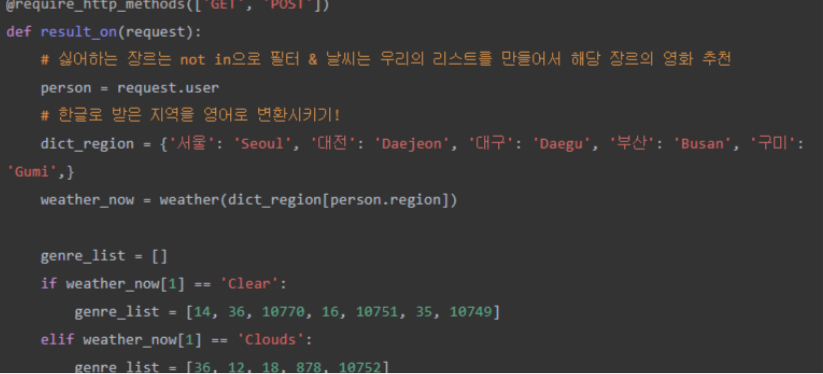 @require_http_methods(['GET', 'POST'])
def result_on(request):
# 싫어하는 장르는 not in으로 필터 & 날씨는 우리의 리스트를 만들어서 해당 장르의 영화 추천
person = request.user
# 한글로 받은 지역을 영어로 변환시키기!
dict_region = {'서울': 'Seoul', '대전': 'Daejeon', '대구': 'Daegu', '부산': 'Busan', '구미':
'Gumi',}
weather_now = weather(dict_region[person.region])
genre_list = []
if weather_now[1] == 'Clear':
genre_list = [14, 36, 10770, 16, 10751, 35, 10749]
elif weather_now[1] == 'Clouds':
genre_list = [36, 12, 18, 878, 10752]